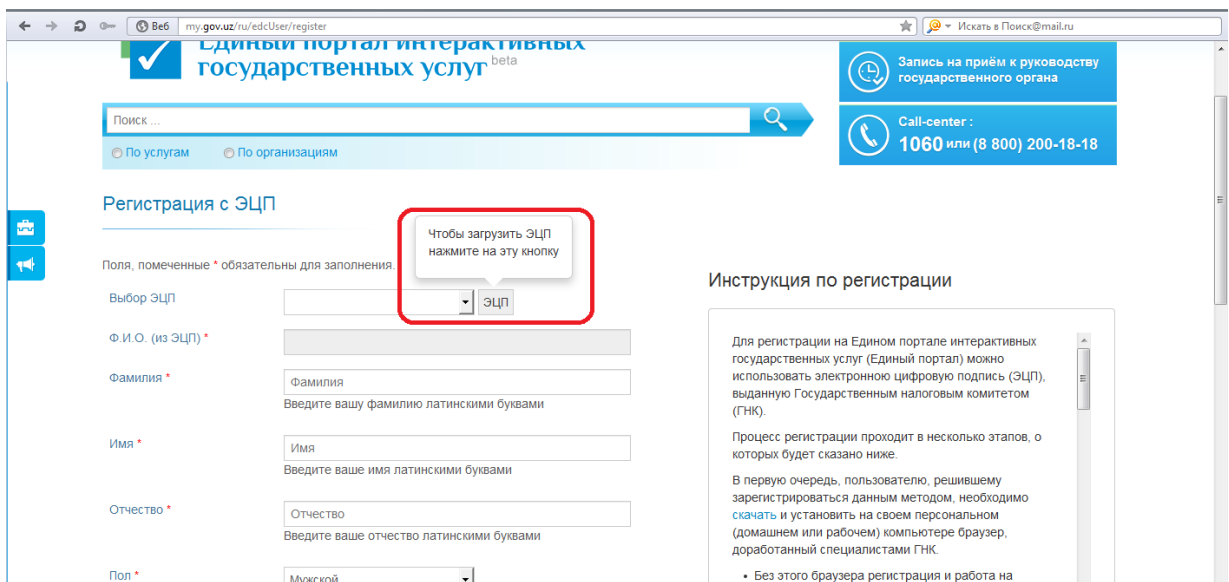 Веб
my.gov.uz/ru/edcUser/register
Искать в Поиск@mail.ru
Единый портал интерактивных
государственных услуг beta
Запись на приём к руководству
государственного органа
Поиск ...
По услугам
По организациям
Call-center :
1060 или (8 800) 200-18-18
Регистрация с ЭЦП
Чтобы загрузить ЭЦП
нажмите на эту кнопку
Поля, помеченные * обязательны для заполнения.
Выбор ЭЦП
ЭЦП
Ф.И.О. (из ЭЦП) *
Фамилия *
Фамилия
Введите вашу фамилию латинскими буквами
Имя *
Имя
Введите ваше имя латинскими буквами
Отчество *
Отчество
Введите ваше отчество латинскими буквами
Пол *
Мужской
Инструкция по регистрации
Для регистрации на Едином портале интерактивных
государственных услуг (Единый портал) можно
использовать электронною цифровую подпись (ЭЦП),
выданную Государственным налоговым комитетом
(ГНК).
Процесс регистрации проходит в несколько этапов, о
которых будет сказано ниже.
В первую очередь, пользователю, решившему
зарегистрироваться данным методом, необходимо
скачать и установить на своем персональном
(домашнем или рабочем) компьютере браузер,
доработанный специалистами ГНК.
• Без этого браузера регистрация и работа на